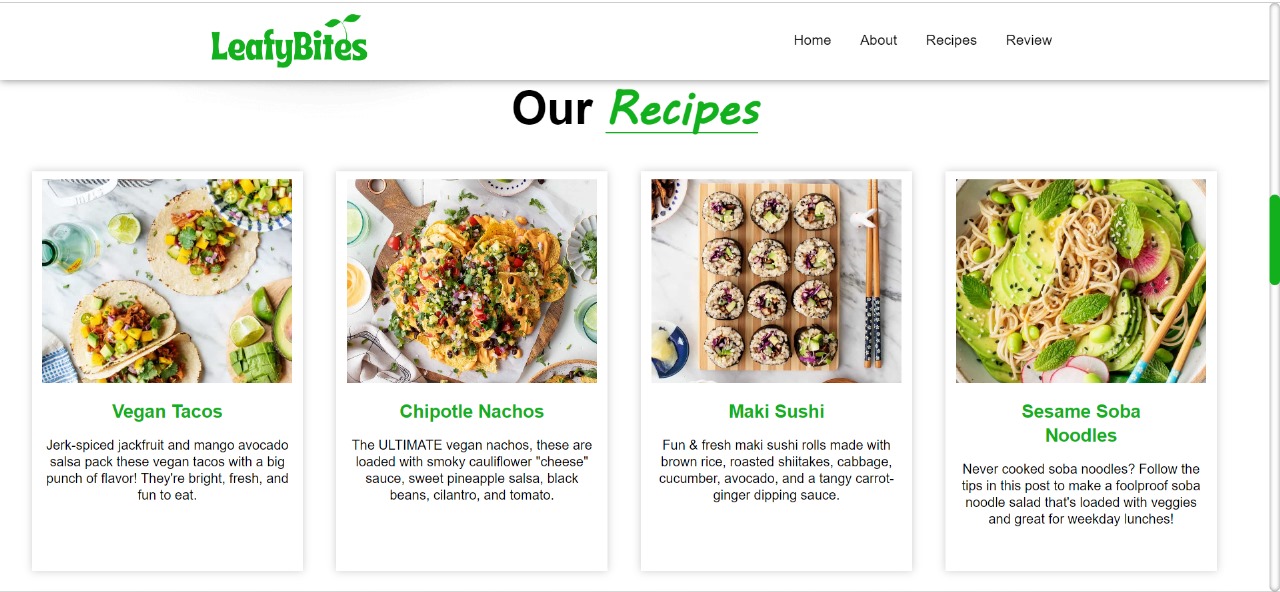 LeafyBites
Home About Recipes Review
Our Recipes
Vegan Tacos
Jerk-spiced jackfruit and mango avocado
salsa pack these vegan tacos with a big
punch of flavor! They're bright, fresh, and
fun to eat.
Chipotle Nachos
The ULTIMATE vegan nachos, these are
loaded with smoky cauliflower "cheese"
sauce, sweet pineapple salsa, black
beans, cilantro, and tomato.
Maki Sushi
Fun & fresh maki sushi rolls made with
brown rice, roasted shiitakes, cabbage,
cucumber, avocado, and a tangy carrot-
ginger dipping sauce.
Sesame Soba
Noodles
Never cooked soba noodles? Follow the
tips in this post to make a foolproof soba
noodle salad that's loaded with veggies
and great for weekday lunches!